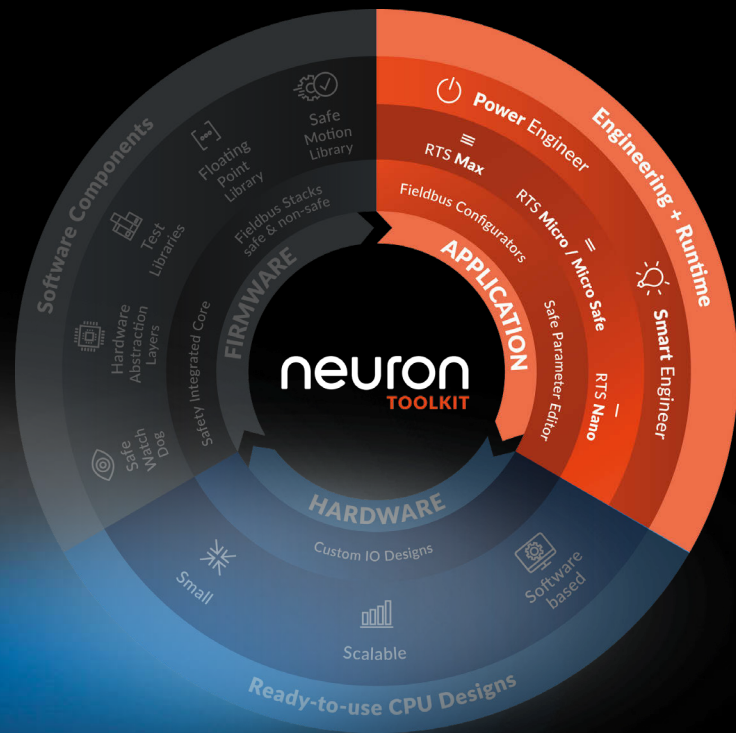 neuron
TOOLKIT
APPLICATION
Engineering + Runtime
Power Engineer
Smart Engineer
RTS Max
RTS Micro / Micro Safe
RTS Nano
Fieldbus Configurators
Safe Parameter Editor
HARDWARE
Custom IO Designs
Software
based
Scalable
Small
Ready-to-use CPU Designs
FIRMWARE
Software Components
Safe
Watch
Dog
Hardware
Abstraction
Layers
Test
Libraries
Floating
Point
Library
Safe
Motion
Library
Safety Integrated Core
Fieldbus Stacks
safe & non-safe